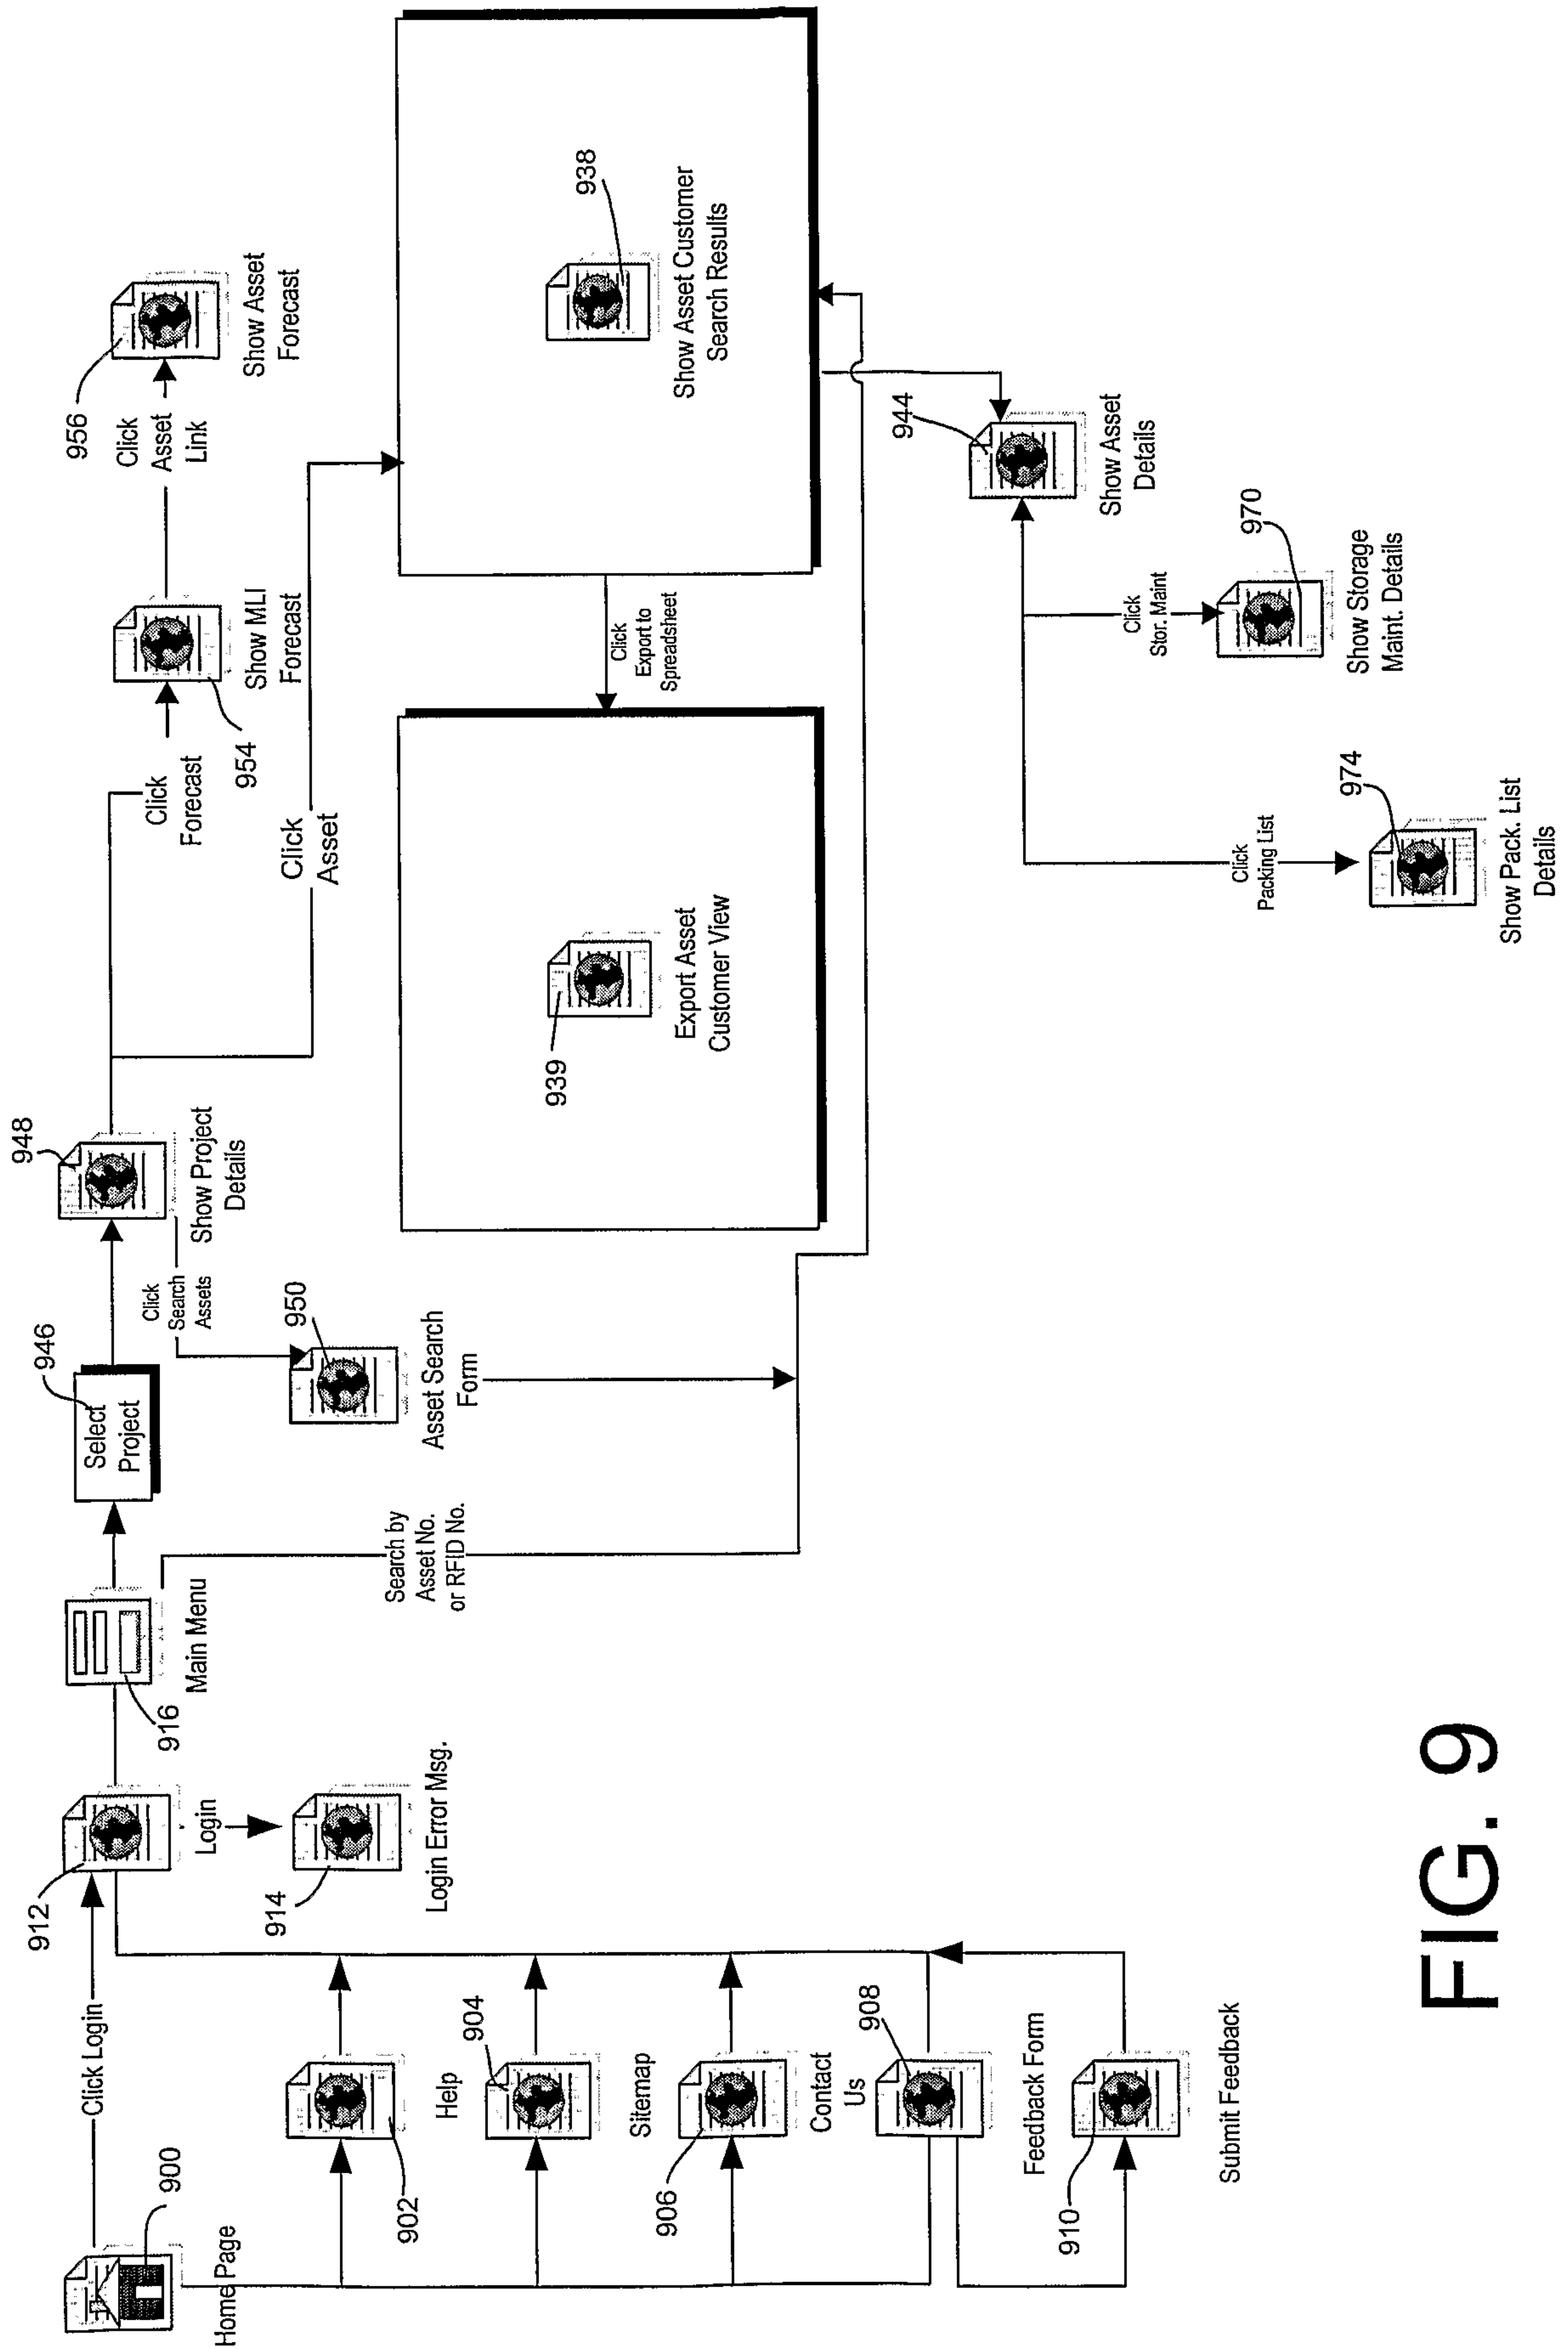 900
Home Page
Click Login
912
Login
914
Login Error Msg.
902
Help
904
Sitemap
906
Contact
Us
908
Feedback Form
910
Submit Feedback
916
Main Menu
Search by
Asset No.
or RFID No.
946
Select
Project
948
Show Project
Details
Click
Search
Assets
950
Asset Search
Form
Click
Forecast
954
Show MLI
Forecast
Click
Asset
Link
956
Show Asset
Forecast
Click
Asset
939
Export Asset
Customer View
Click
Export to
Spreadsheet
938
Show Asset Customer
Search Results
944
Show Asset
Details
Click
Stor. Maint
970
Show Storage
Maint. Details
Click
Packing List
974
Show Pack. List
Details
FIG. 9